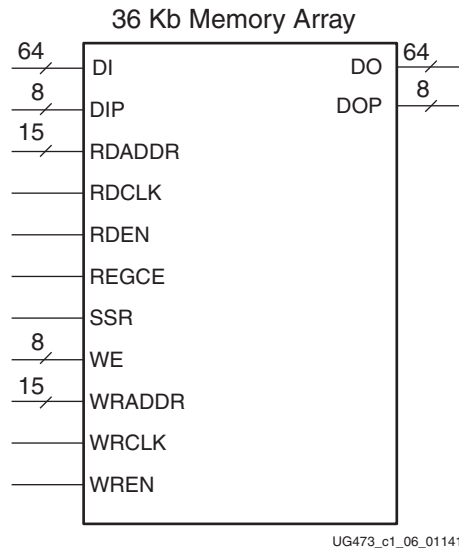 36 Kb Memory Array
64
DI
DO
64
8
DIP
DOP
8
15
RDADDR
RDCLK
RDEN
REGCE
SSR
8
WE
15
WRADDR
WRCLK
WREN
UG473_c1_06_01141